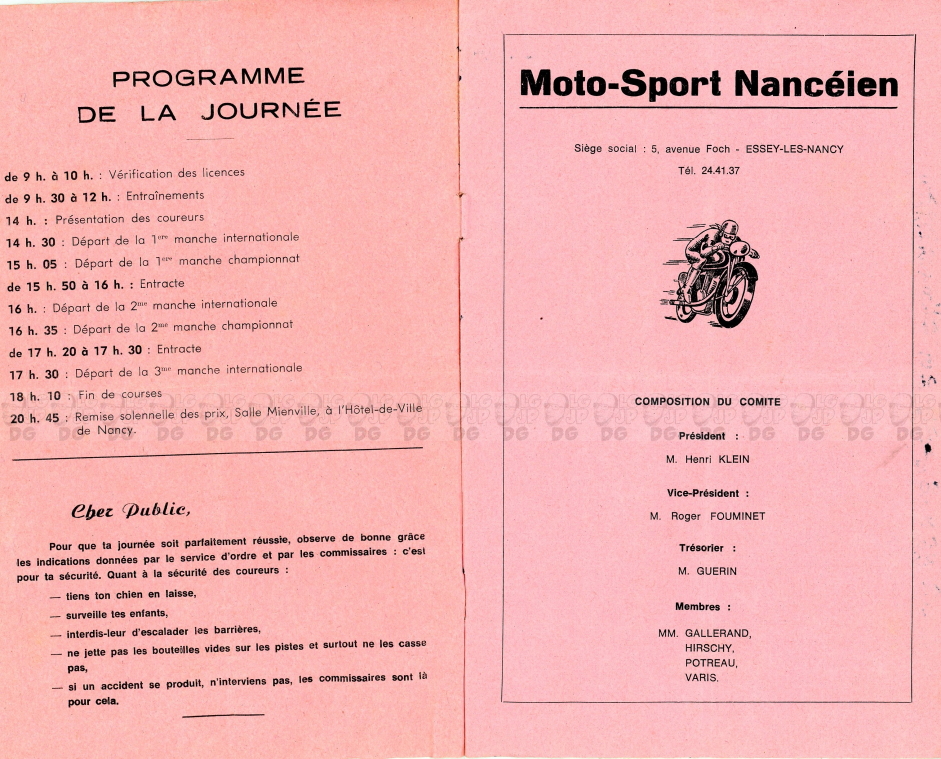 PROGRAMME
DE LA JOURNÉE
de 9 h. à 10 h. : Vérification des licences
de 9 h. 30 à 12 h. : Entraînements
14 h. : Présentation des coureurs
14 h. 30 : Départ de la 1ere manche internationale
15 h. 05 : Départ de la 1ere manche championnat
de 15 h. 50 à 16 h. : Entracte
16 h. : Départ de la 2me manche internationale
16 h. 35 : Départ de la 2me manche championnat
de 17 h. 20 à 17 h. 30 : Entracte
17 h. 30 : Départ de la 3me manche internationale
18 h. 10 : Fin de courses
20 h. 45 : Remise solennelle des prix, Salle Mienville, à l'Hôtel-de-Ville
de Nancy.
Cher Public,
Pour que ta journée soit parfaitement réussie, observe de bonne grâce
les indications données par le service d'ordre et par les commissaires : c'est
pour ta sécurité. Quant à la sécurité des coureurs :
— tiens ton chien en laisse,
— surveille tes enfants,
— interdis-leur d'escalader les barrières,
— ne jette pas les bouteilles vides sur les pistes et surtout ne les casse
pas,
— si un accident se produit, n'interviens pas, les commissaires sont là
pour cela.
Moto-Sport Nancéien
Siège social : 5, avenue Foch - ESSEY-LES-NANCY
Tél. 24.41.37
COMPOSITION DU COMITE
Président :
M. Henri KLEIN
Vice-Président :
M. Roger FOUMINET
Trésorier :
M. GUERIN
Membres :
MM. GALLERAND,
HIRSCHY,
POTREAU,
VARIS.